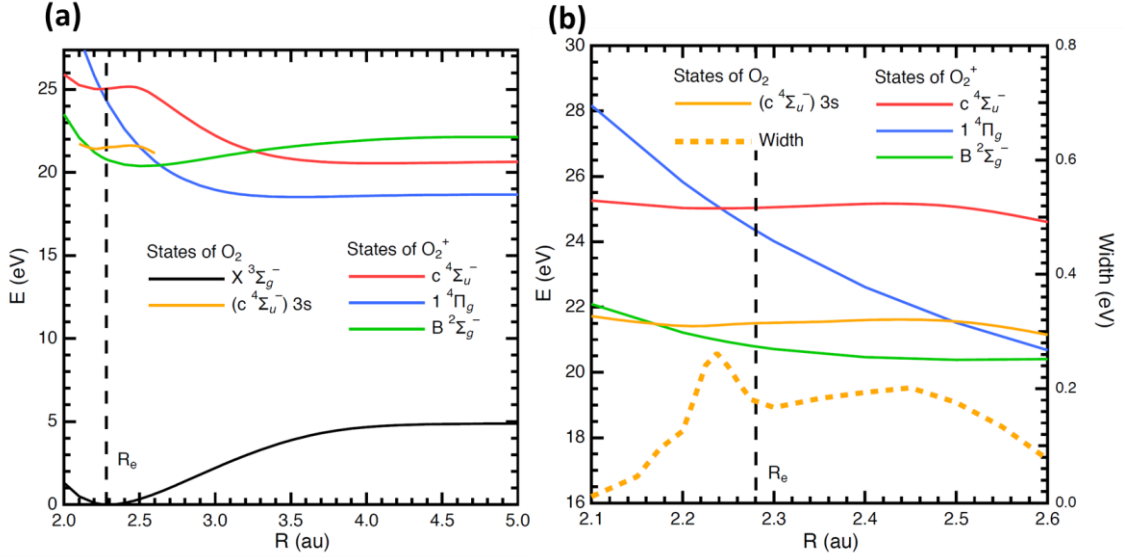 (a)
E (eV)
25
20
15
10
5
0
States of O₂
X ³Σg⁻
(c ⁴Σu⁻) 3s
States of O₂⁺
c ⁴Σu⁻
1 ⁴Πg
B ²Σg⁻
Rₑ
2.0 2.5 3.0 3.5 4.0 4.5 5.0
R (au)
(b)
E (eV)
30
28
26
24
22
20
18
16
States of O₂
(c ⁴Σu⁻) 3s
Width
States of O₂⁺
c ⁴Σu⁻
1 ⁴Πg
B ²Σg⁻
Rₑ
0.8
0.6
0.4
0.2
0.0
Width (eV)
2.1 2.2 2.3 2.4 2.5 2.6
R (au)